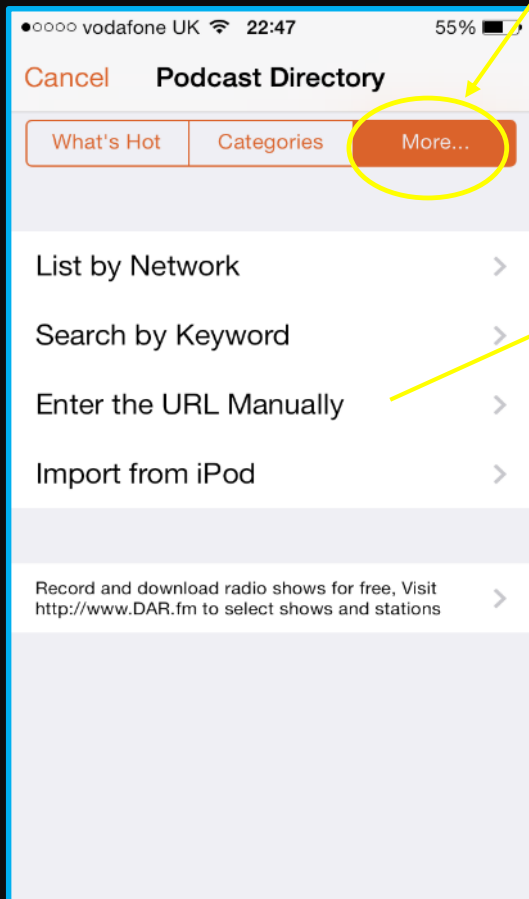 vodafone UK 22:47 55%
Cancel Podcast Directory
What's Hot Categories More...
List by Network
Search by Keyword
Enter the URL Manually
Import from iPod
Record and download radio shows for free, Visit
http://www.DAR.fm to select shows and stations